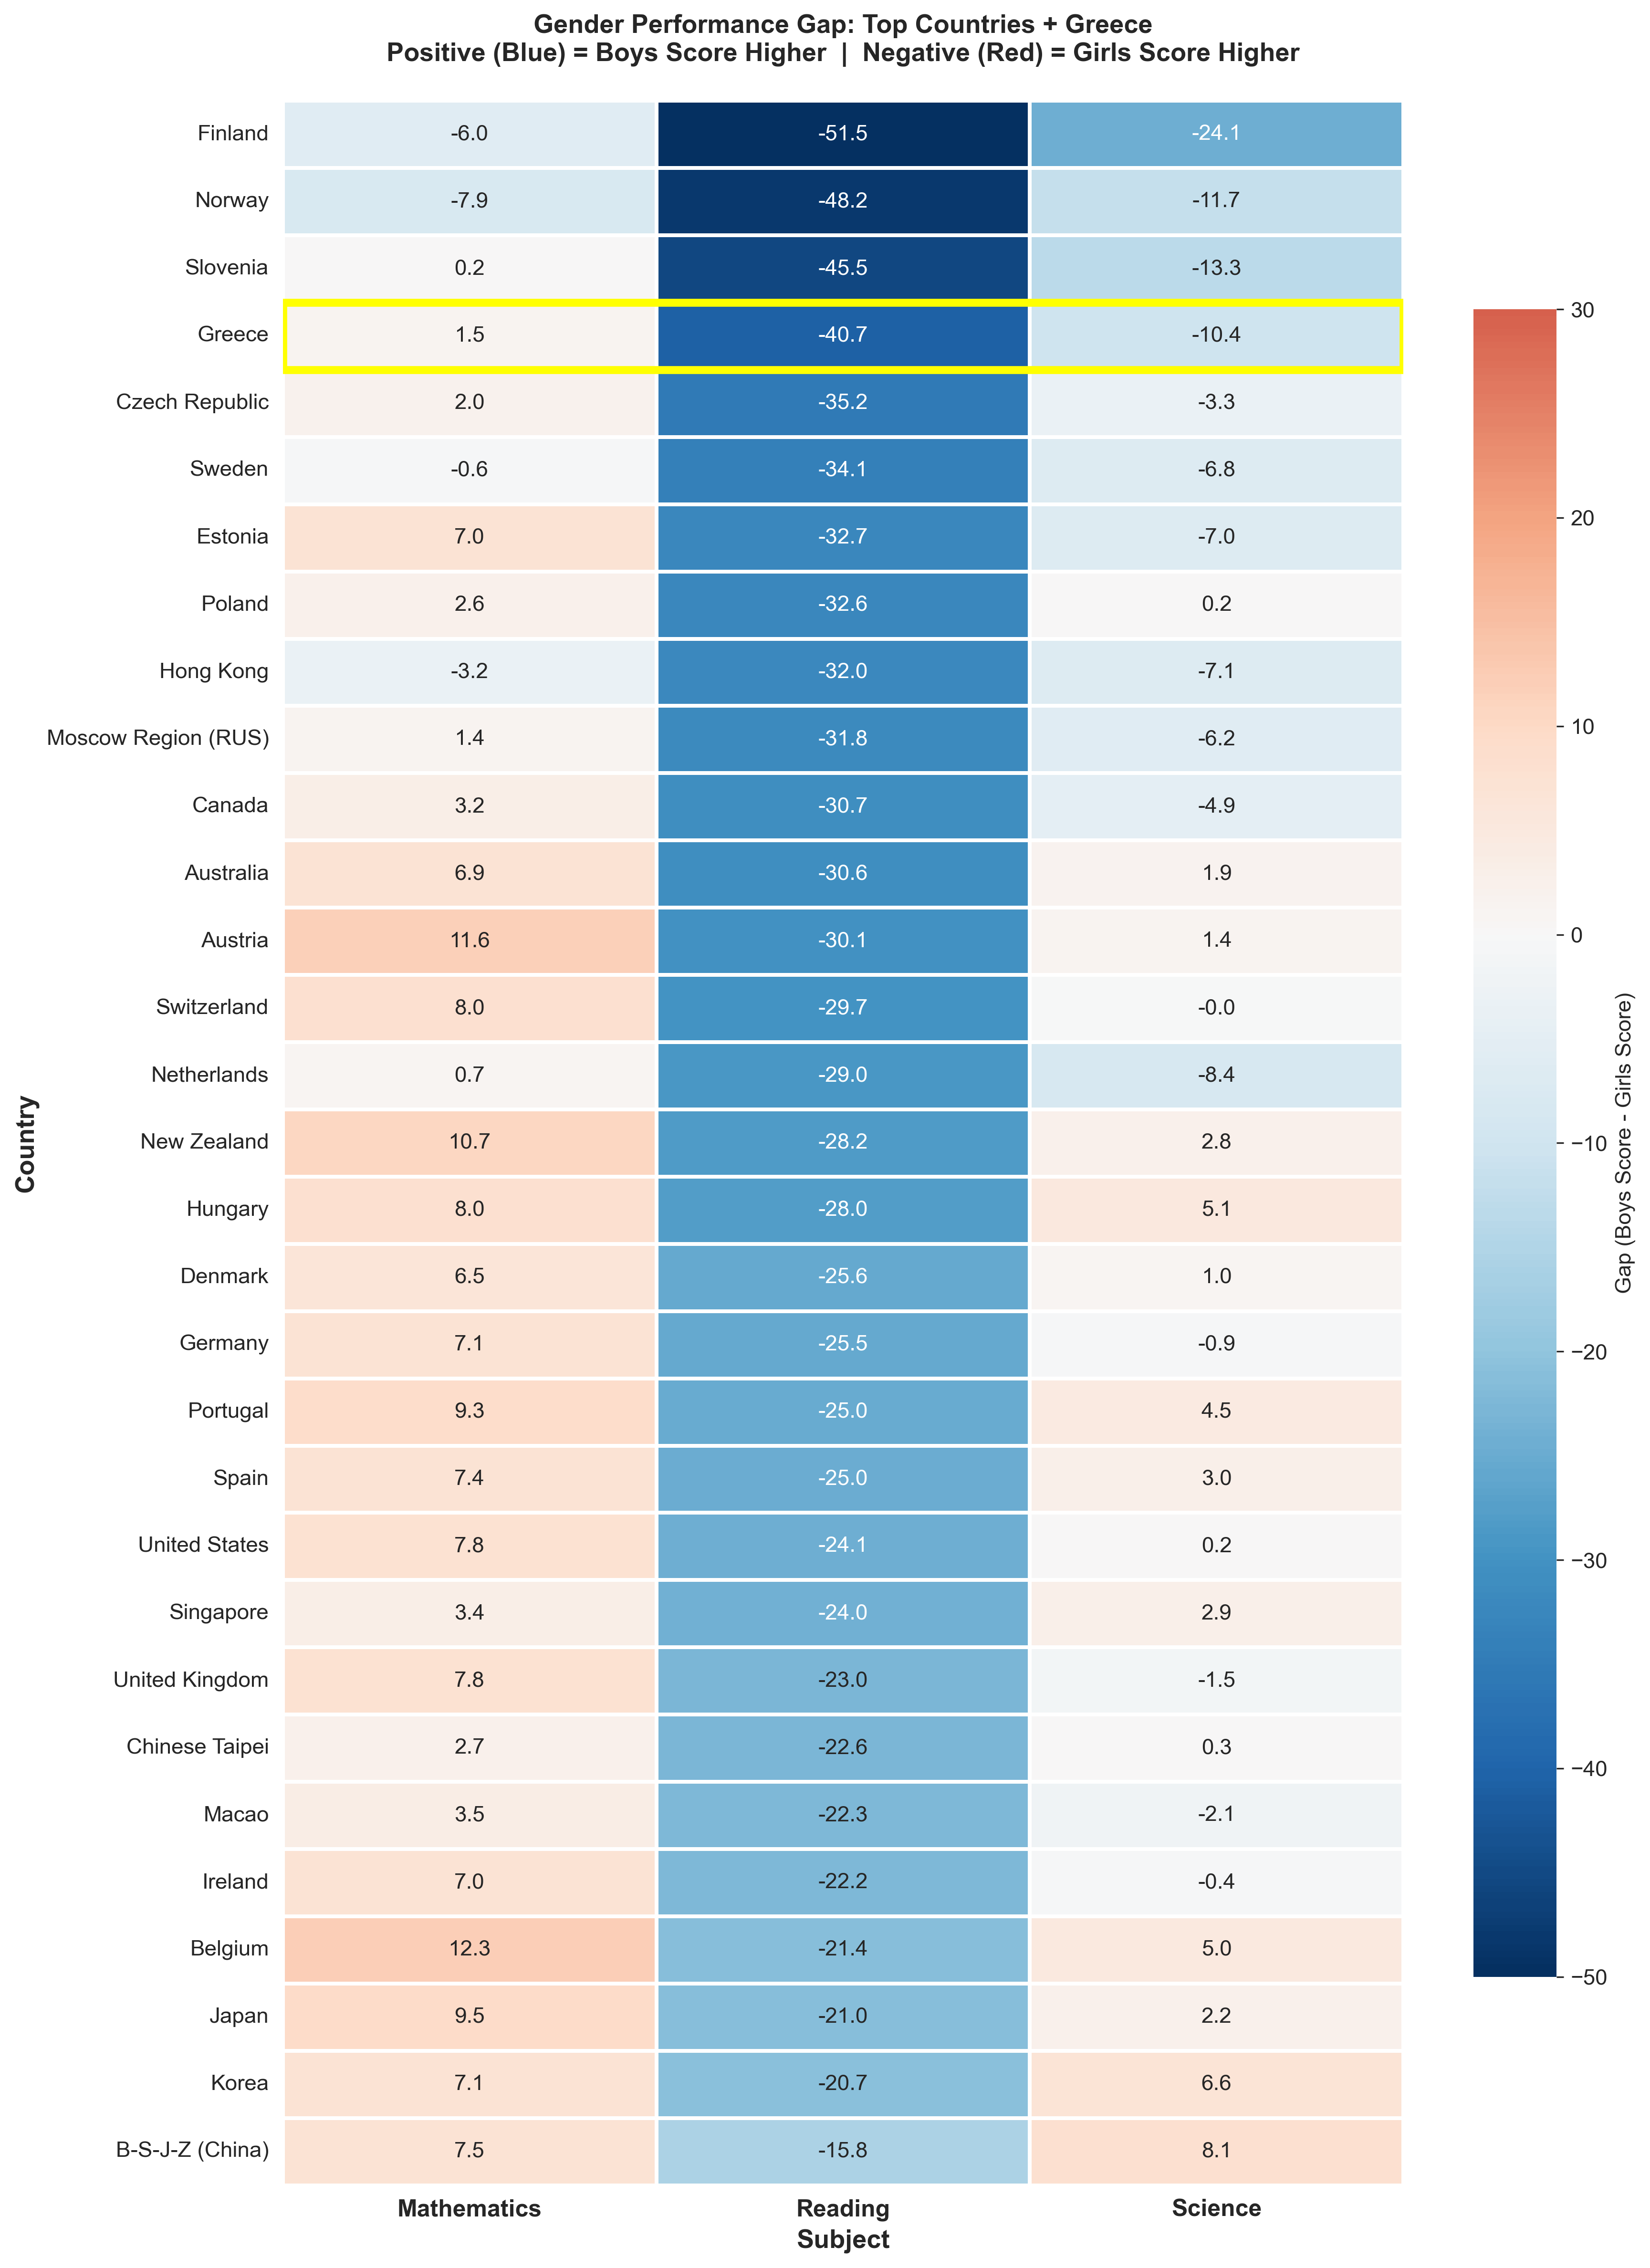 Gender Performance Gap: Top Countries + Greece
Positive (Blue) = Boys Score Higher | Negative (Red) = Girls Score Higher
Finland -6.0 -51.5 -24.1
Norway -7.9 -48.2 -11.7
Slovenia 0.2 -45.5 -13.3
Greece 1.5 -40.7 -10.4
Czech Republic 2.0 -35.2 -3.3
Sweden -0.6 -34.1 -6.8
Estonia 7.0 -32.7 -7.0
Poland 2.6 -32.6 0.2
Hong Kong -3.2 -32.0 -7.1
Moscow Region (RUS) 1.4 -31.8 -6.2
Canada 3.2 -30.7 -4.9
Australia 6.9 -30.6 1.9
Austria 11.6 -30.1 1.4
Switzerland 8.0 -29.7 -0.0
Netherlands 0.7 -29.0 -8.4
New Zealand 10.7 -28.2 2.8
Hungary 8.0 -28.0 5.1
Denmark 6.5 -25.6 1.0
Germany 7.1 -25.5 -0.9
Portugal 9.3 -25.0 4.5
Spain 7.4 -25.0 3.0
United States 7.8 -24.1 0.2
Singapore 3.4 -24.0 2.9
United Kingdom 7.8 -23.0 -1.5
Chinese Taipei 2.7 -22.6 0.3
Macao 3.5 -22.3 -2.1
Ireland 7.0 -22.2 -0.4
Belgium 12.3 -21.4 5.0
Japan 9.5 -21.0 2.2
Korea 7.1 -20.7 6.6
B-S-J-Z (China) 7.5 -15.8 8.1
Mathematics Reading Science
Subject
Country
30
20
10
0
−10
−20
−30
−40
−50
Gap (Boys Score - Girls Score)